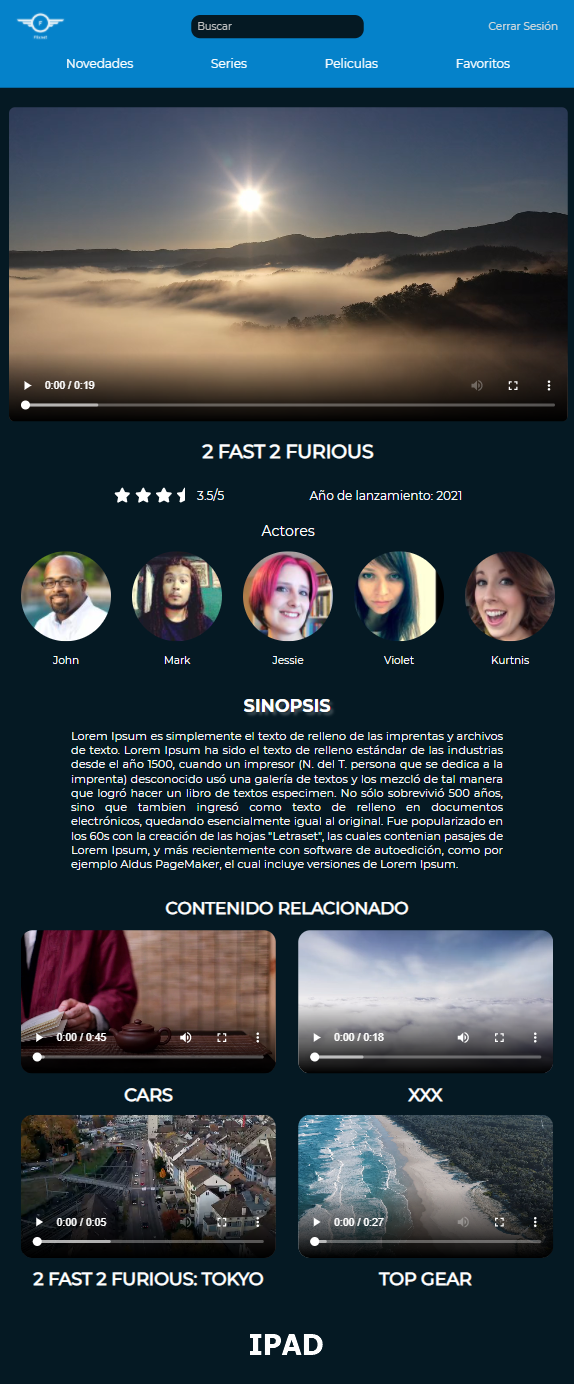 Buscar
Cerrar Sesión
Novedades Series Peliculas Favoritos
0:00 / 0:19
2 FAST 2 FURIOUS
3.5/5 Año de lanzamiento: 2021
Actores
John Mark Jessie Violet Kurtnis
SINOPSIS
Lorem Ipsum es simplemente el texto de relleno de las imprentas y archivos
de texto. Lorem Ipsum ha sido el texto de relleno estándar de las industrias
desde el año 1500, cuando un impresor (N. del T. persona que se dedica a la
imprenta) desconocido usó una galería de textos y los mezcló de tal manera
que logró hacer un libro de textos especimen. No sólo sobrevivió 500 años,
sino que tambien ingresó como texto de relleno en documentos
electrónicos, quedando esencialmente igual al original. Fue popularizado en
los 60s con la creación de las hojas "Letraset", las cuales contenian pasajes de
Lorem Ipsum, y más recientemente con software de autoedición, como por
ejemplo Aldus PageMaker, el cual incluye versiones de Lorem Ipsum.
CONTENIDO RELACIONADO
0:00 / 0:45 0:00 / 0:18
CARS XXX
0:00 / 0:05 0:00 / 0:27
2 FAST 2 FURIOUS: TOKYO TOP GEAR
IPAD